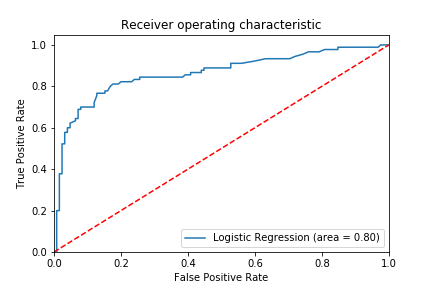 Receiver operating characteristic
True Positive Rate
1.0
0.8
0.6
0.4
0.2
0.0
Logistic Regression (area = 0.80)
0.0 0.2 0.4 0.6 0.8 1.0
False Positive Rate